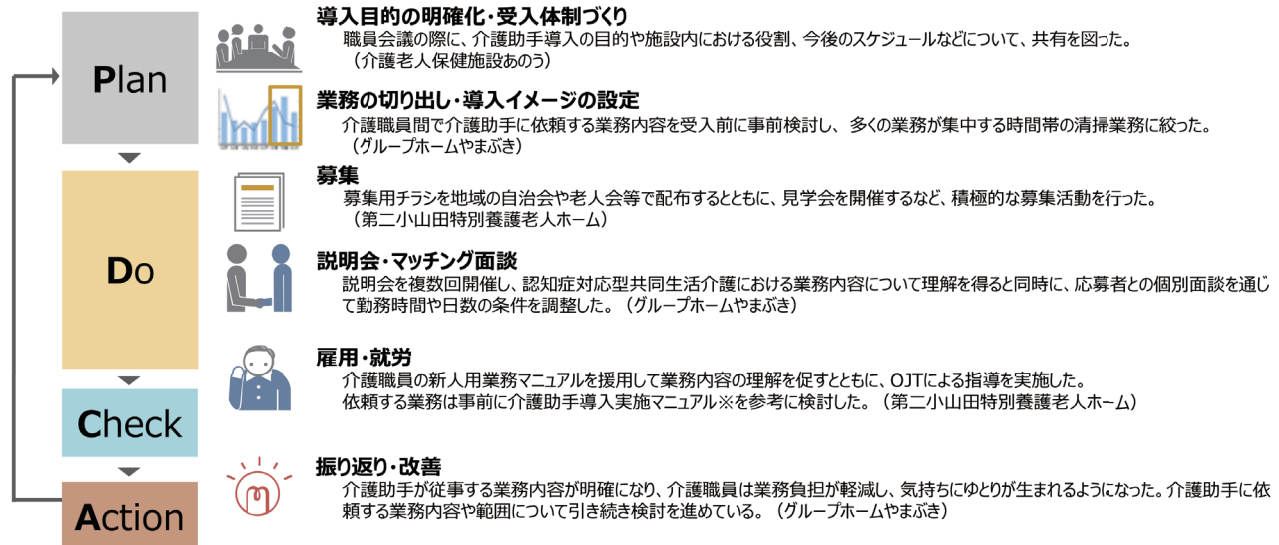 導入目的の明確化・受入体制づくり
職員会議の際に、介護助手導入の目的や施設内における役割、今後のスケジュールなどについて、共有を図った。
（介護老人保健施設あのう）
Plan
業務の切り出し・導入イメージの設定
介護職員間で介護助手に依頼する業務内容を受入前に事前検討し、多くの業務が集中する時間帯の清掃業務に絞った。
（グループホームやまぶき）
募集
募集用チラシを地域の自治会や老人会等で配布するとともに、見学会を開催するなど、積極的な募集活動を行った。
（第二小山田特別養護老人ホーム）
Do
説明会・マッチング面談
説明会を複数回開催し、認知症対応型共同生活介護における業務内容について理解を得ると同時に、応募者との個別面談を通じ
て勤務時間や日数の条件を調整した。（グループホームやまぶき）
雇用・就労
介護職員の新人用業務マニュアルを援用して業務内容の理解を促すとともに、OJTによる指導を実施した。
依頼する業務は事前に介護助手導入実施マニュアル※を参考に検討した。（第二小山田特別養護老人ホーム）
Check
振り返り・改善
介護助手が従事する業務内容が明確になり、介護職員は業務負担が軽減し、気持ちにゆとりが生まれるようになった。介護助手に依
頼する業務内容や範囲について引き続き検討を進めている。（グループホームやまぶき）
Action